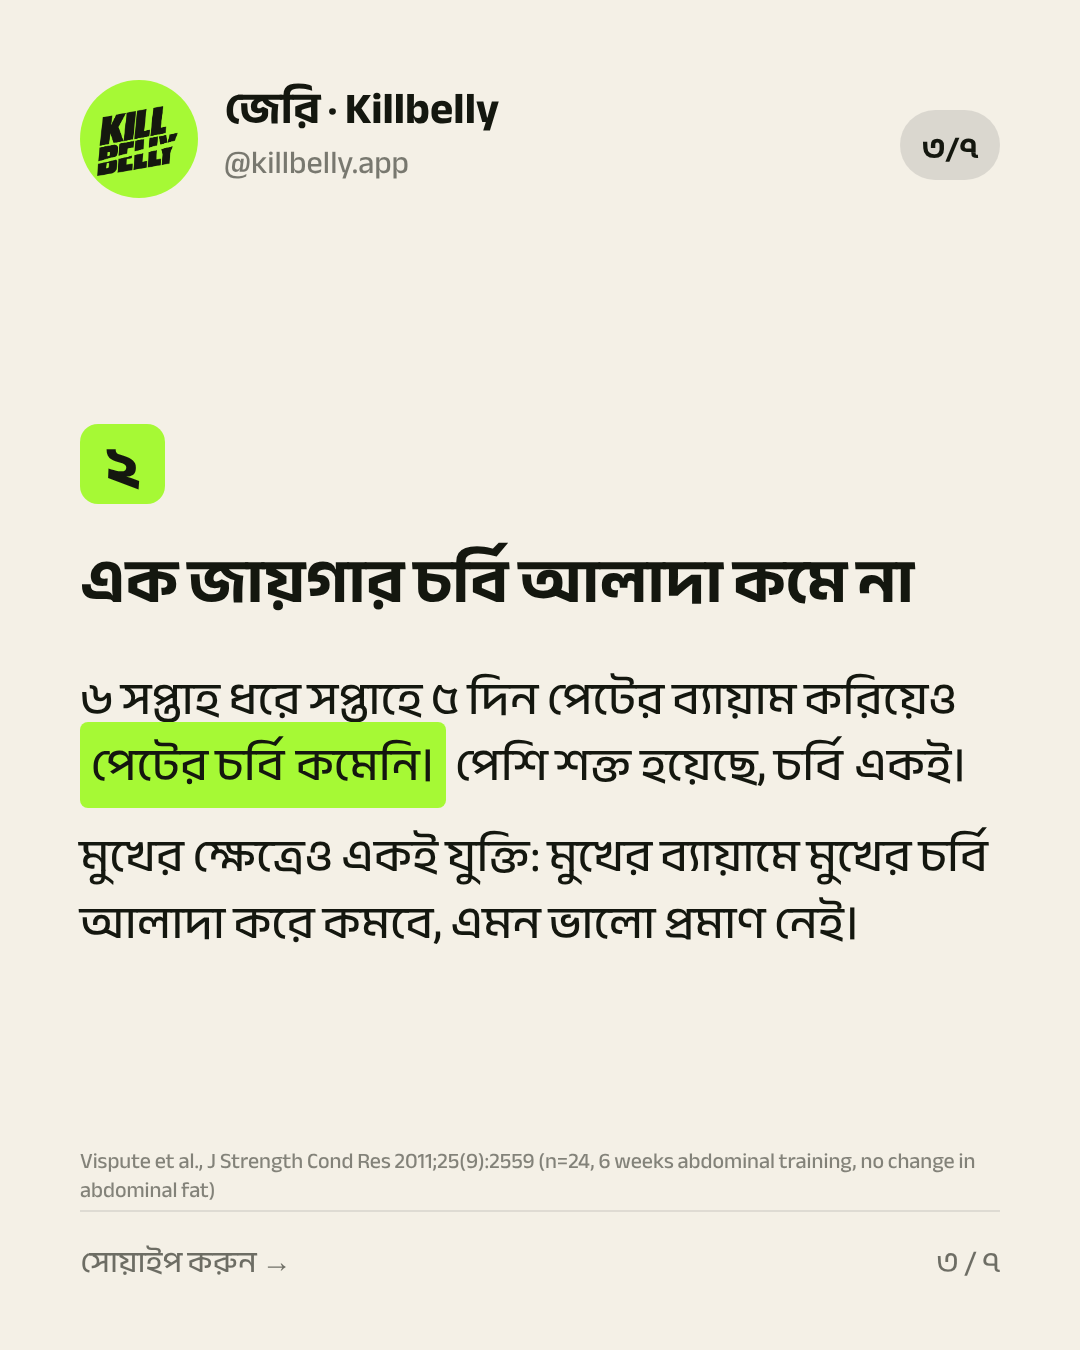 KILL
BELLY
জেরি · Killbelly
@killbelly.app
৩/৭
২
এক জায়গার চর্বি আলাদা কমে না
৬ সপ্তাহ ধরে সপ্তাহে ৫ দিন পেটের ব্যায়াম করিয়েও
পেটের চর্বি কমেনি। পেশি শক্ত হয়েছে, চর্বি একই।
মুখের ক্ষেত্রেও একই যুক্তি: মুখের ব্যায়ামে মুখের চর্বি
আলাদা করে কমবে, এমন ভালো প্রমাণ নেই।
Vispute et al., J Strength Cond Res 2011;25(9):2559 (n=24, 6 weeks abdominal training, no change in
abdominal fat)
সোয়াইপ করুন →
৩ / ৭